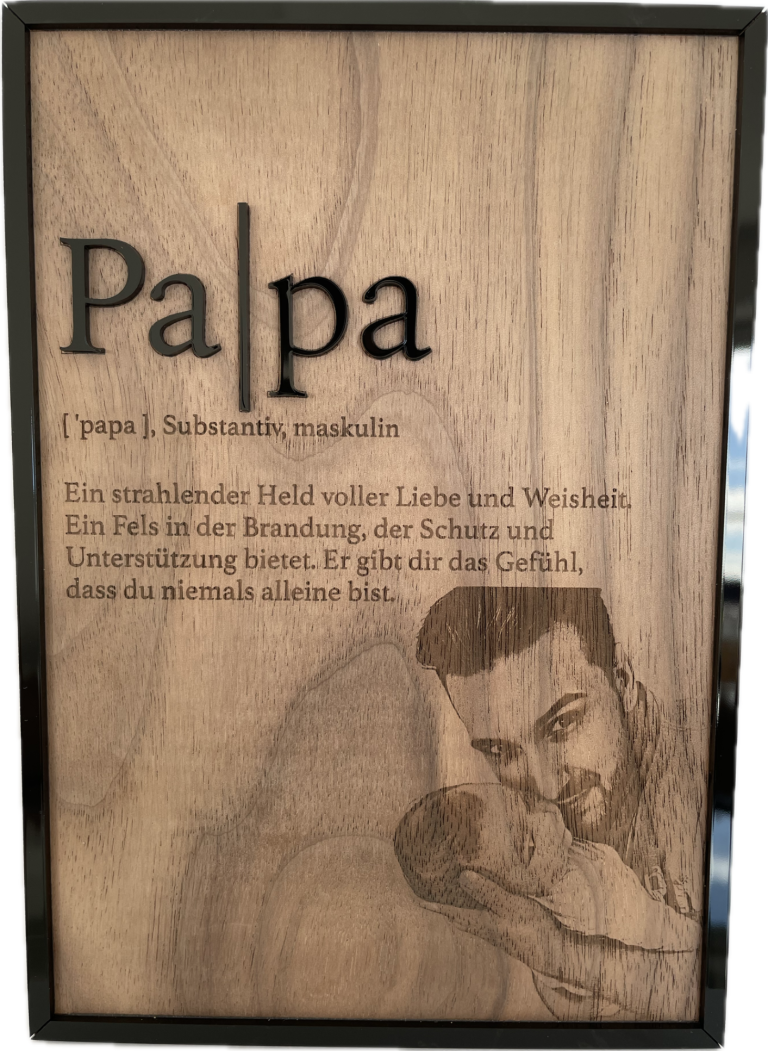 Pa|pa
[ 'papa ], Substantiv, maskulin
Ein strahlender Held voller Liebe und Weisheit.
Ein Fels in der Brandung, der Schutz und
Unterstützung bietet. Er gibt dir das Gefühl,
dass du niemals alleine bist.